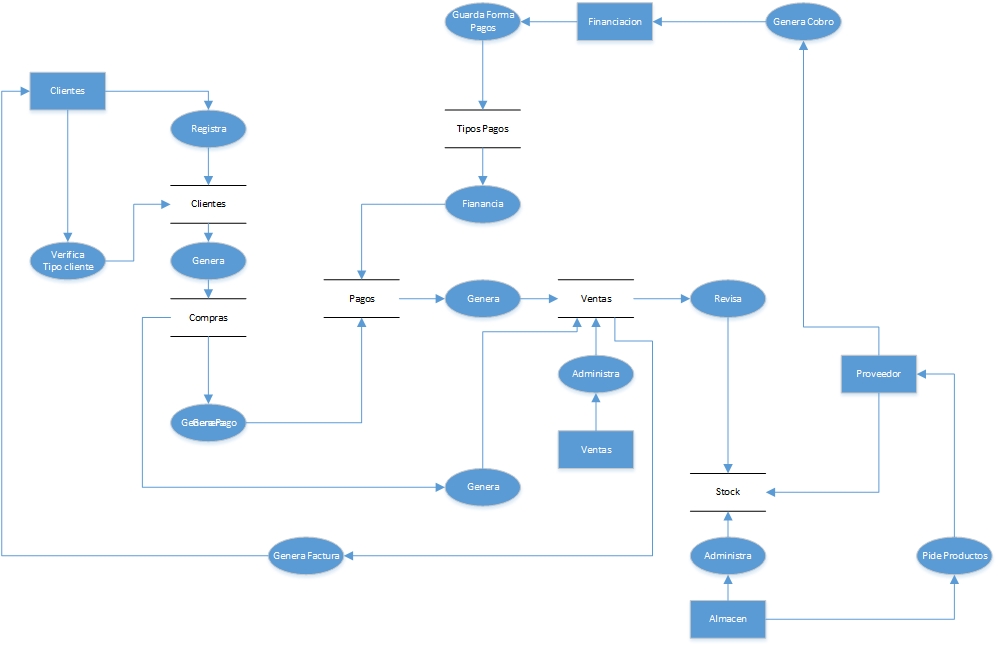 Guarda Forma
Pagos
Financiacion
Genera Cobro
Clientes
Registra
Tipos Pagos
Clientes
Fianancia
Verifica
Tipo cliente
Genera
Pagos
Genera
Ventas
Revisa
Compras
Administra
Proveedor
Pago
Ventas
Genera
Stock
Genera Factura
Administra
Pide Productos
Almacen